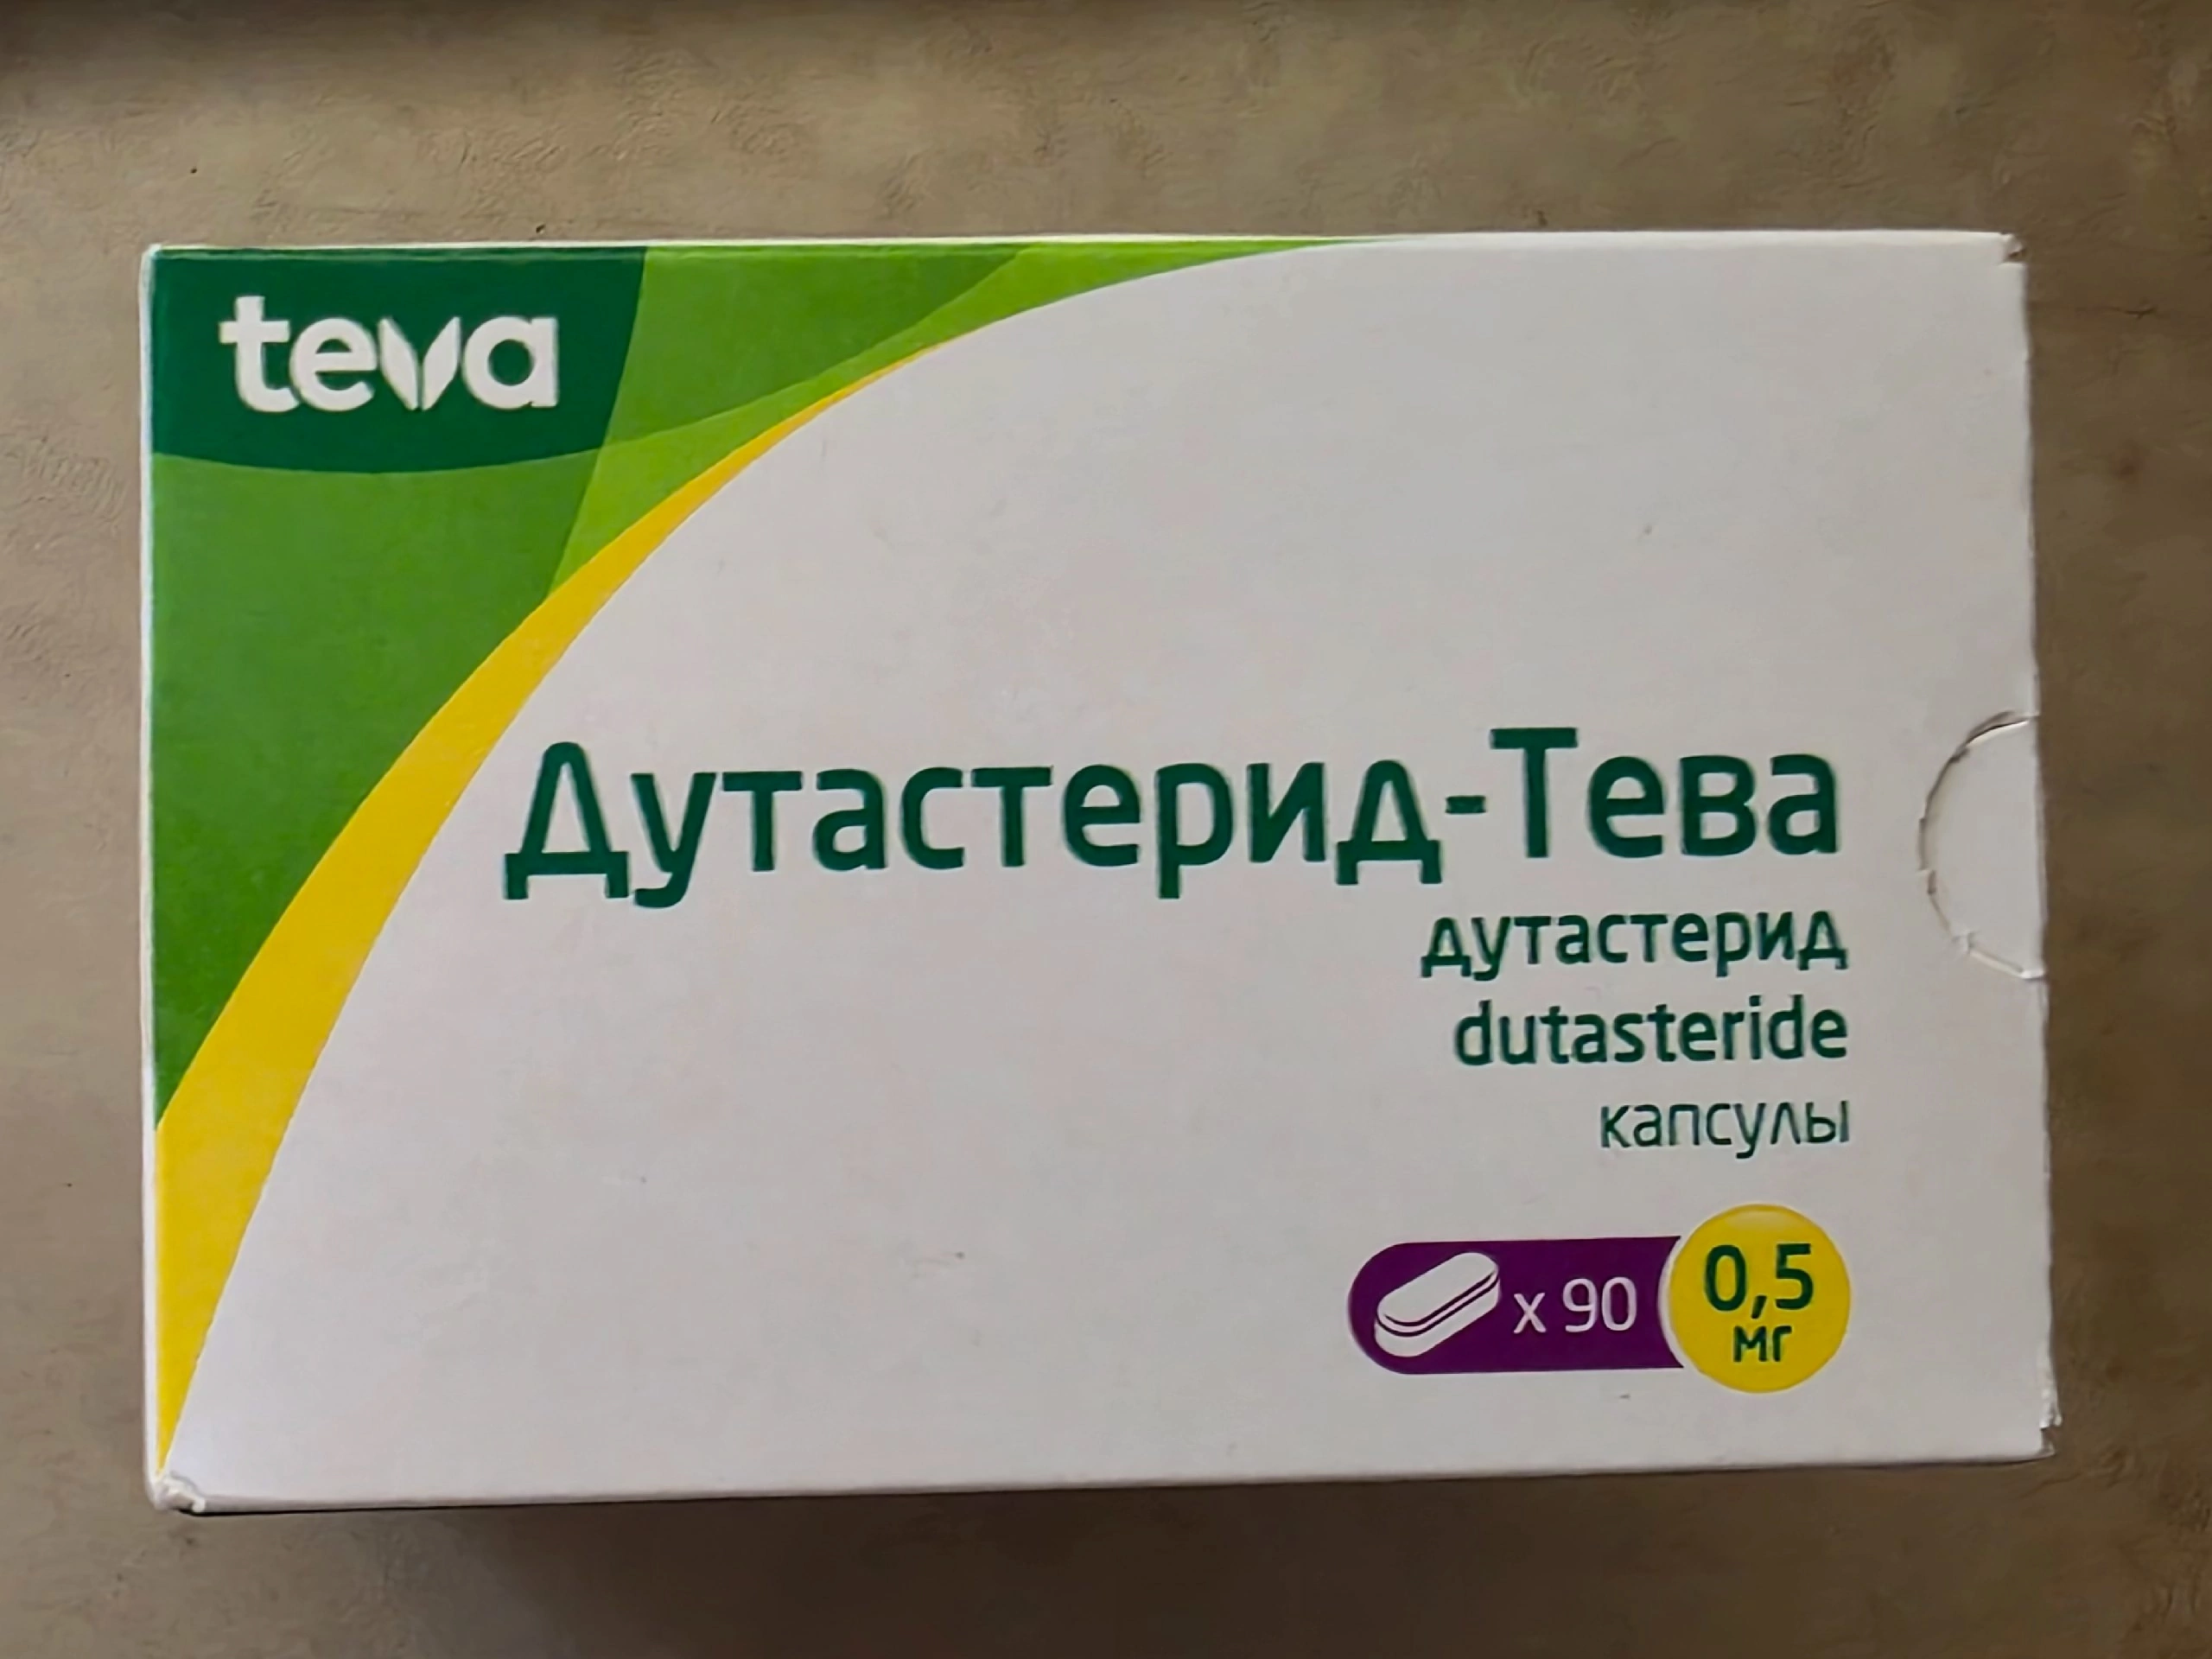 teva
Дутастерид-Тева
дутастерид
dutasteride
капсулы
x 90
0,5
мг